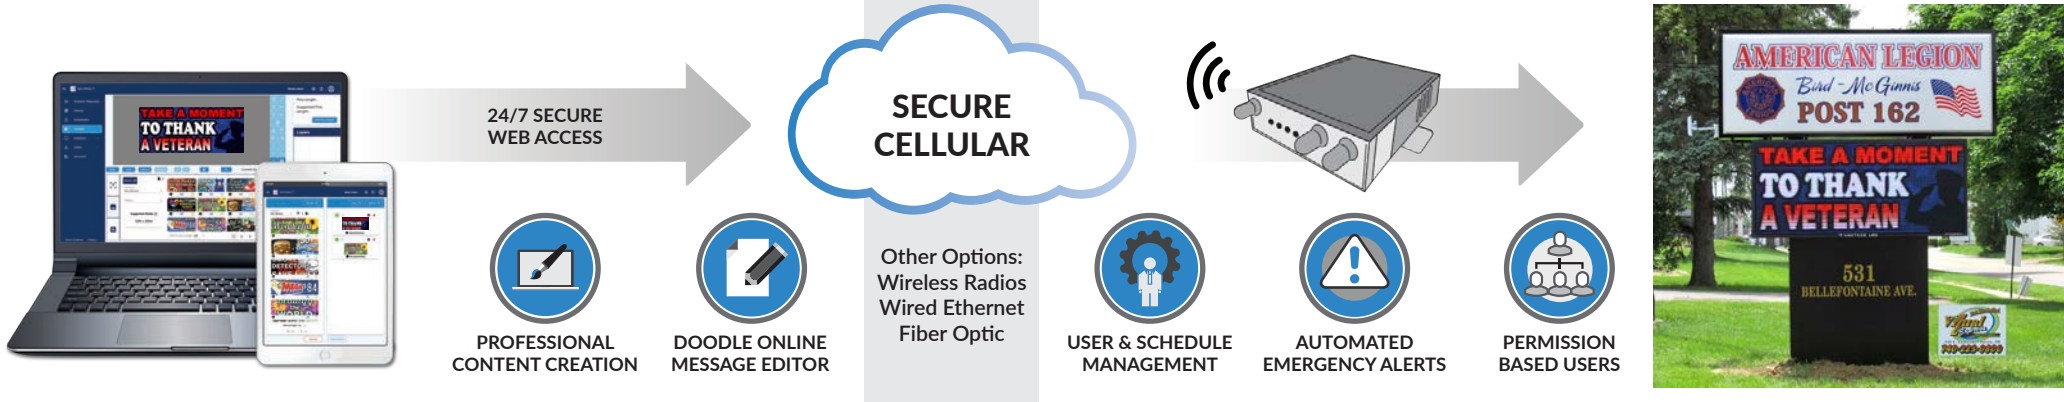 TAKE A MOMENT
TO THANK
A VETERAN
24/7 SECURE
WEB ACCESS
SECURE
CELLULAR
Other Options:
Wireless Radios
Wired Ethernet
Fiber Optic
PROFESSIONAL
CONTENT CREATION
DOODLE ONLINE
MESSAGE EDITOR
USER & SCHEDULE
MANAGEMENT
AUTOMATED
EMERGENCY ALERTS
PERMISSION
BASED USERS
AMERICAN LEGION
Bird - McGinnis
POST 162
TAKE A MOMENT
TO THANK
A VETERAN
531
BELLEFONTAINE AVE.